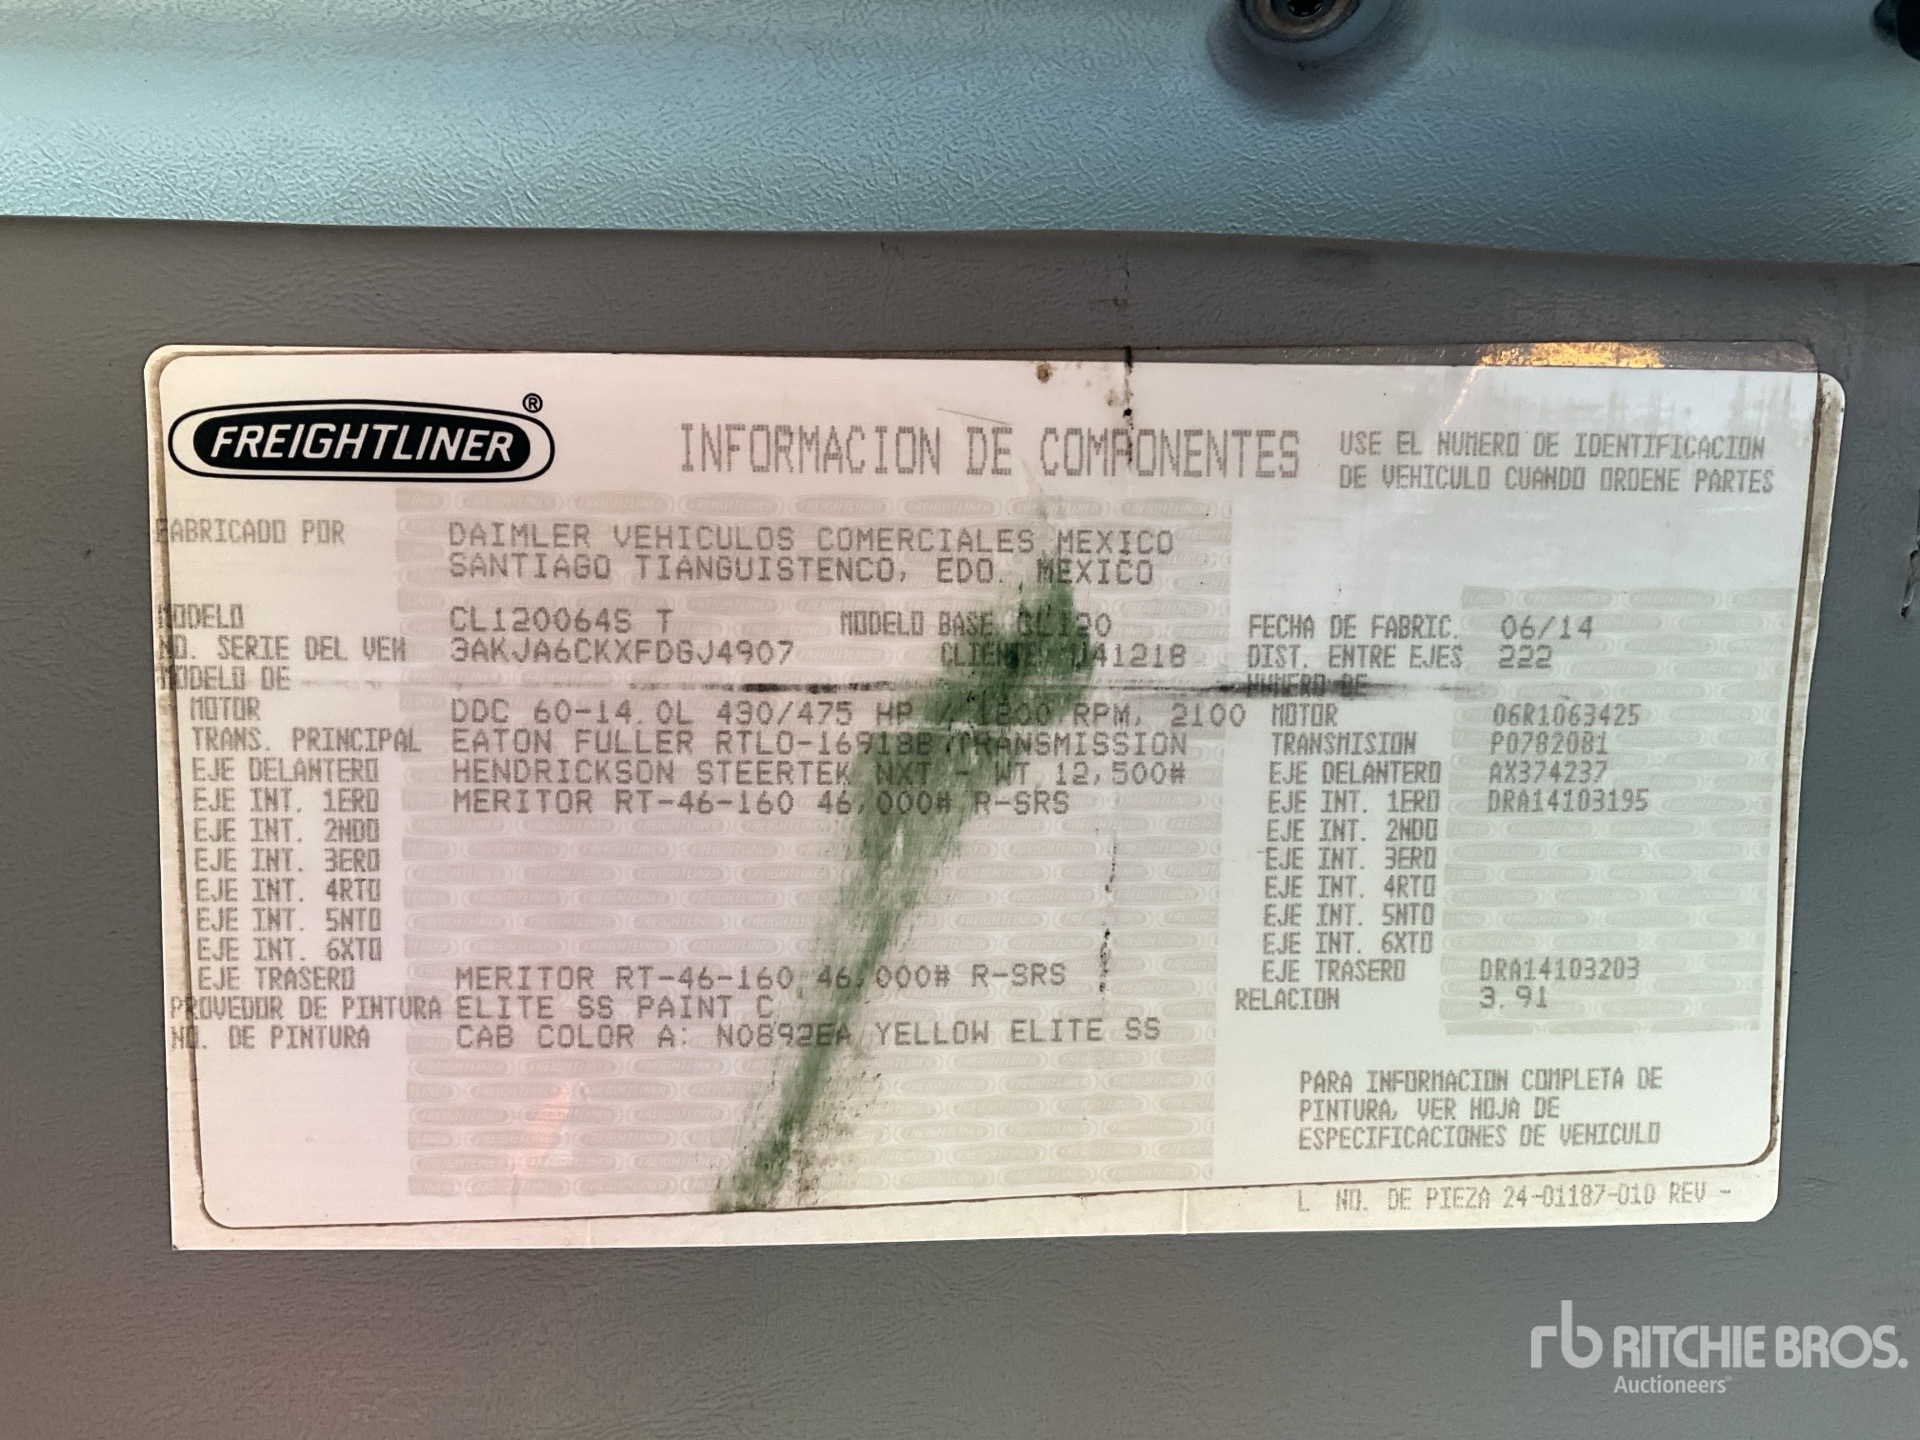 FREIGHTLINER®
INFORMACION DE COMPONENTES
USE EL NUMERO DE IDENTIFICACION
DE VEHICULO CUANDO ORDENE PARTES
FABRICADO POR DAIMLER VEHICULOS COMERCIALES MEXICO
SANTIAGO TIANGUISTENCO, EDO. MEXICO
MODELO CL120064S T MODELO BASE CL120 FECHA DE FABRIC. 06/14
NO. SERIE DEL VEH 3AKJA6CKXFDGJ4907 CLIENTE 41218 DIST. ENTRE EJES 222
MODELO DE NUMERO DE
MOTOR DDC 60-14.0L 430/475 HP / 1200 RPM, 2100 MOTOR 06R1063425
TRANS. PRINCIPAL EATON FULLER RTLO-16918B TRANSMISSION TRANSMISION P0782081
EJE DELANTERO HENDRICKSON STEERTEK NXT - WT 12,500# EJE DELANTERO AX374237
EJE INT. 1ERO MERITOR RT-46-160 46,000# R-SRS EJE INT. 1ERO DRA14103195
EJE INT. 2NDO EJE INT. 2NDO
EJE INT. 3ERO EJE INT. 3ERO
EJE INT. 4RTO EJE INT. 4RTO
EJE INT. 5NTO EJE INT. 5NTO
EJE INT. 6XTO EJE INT. 6XTO
EJE TRASERO MERITOR RT-46-160 46,000# R-SRS EJE TRASERO DRA14103203
PROVEDOR DE PINTURA ELITE SS PAINT C RELACION 3.91
NO. DE PINTURA CAB COLOR A: N0892EA YELLOW ELITE SS
PARA INFORMACION COMPLETA DE
PINTURA, VER HOJA DE
ESPECIFICACIONES DE VEHICULO
L NO. DE PIEZA 24-01187-010 REV -
rb RITCHIE BROS.
Auctioneers